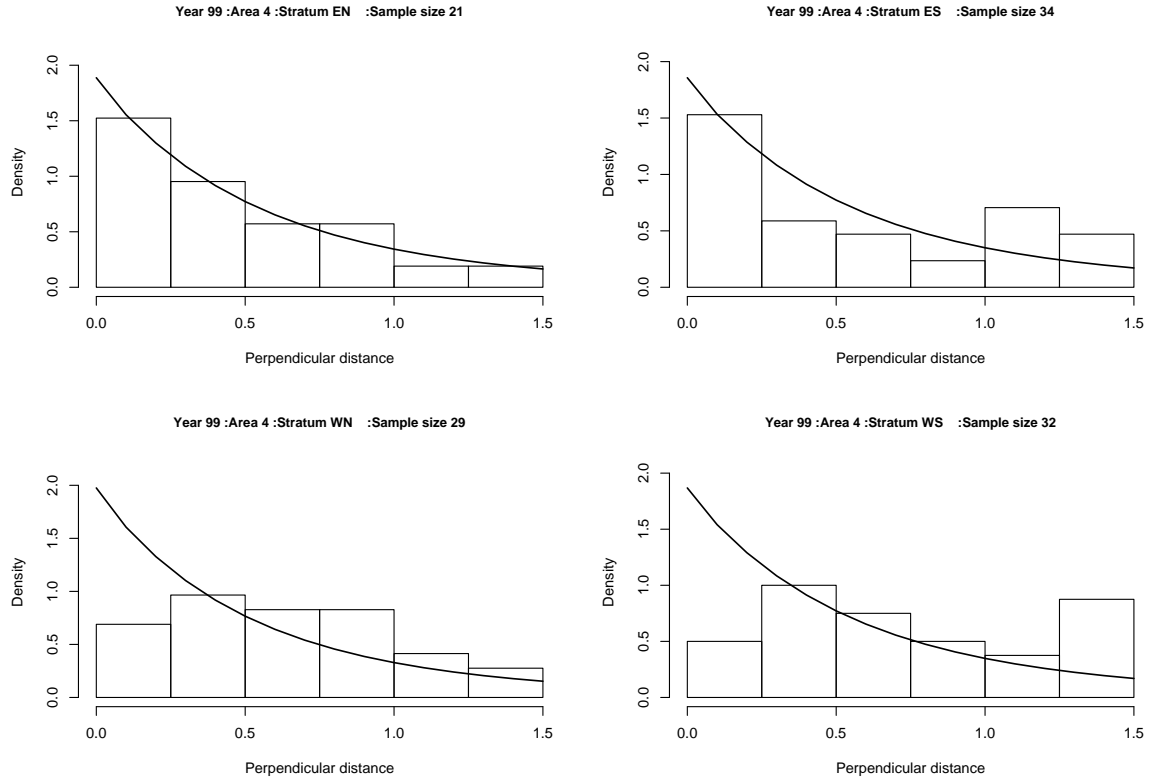 Year 99 :Area 4 :Stratum EN :Sample size 21
Density
2.0
1.5
1.0
0.5
0.0
0.0 0.5 1.0 1.5
Perpendicular distance
Year 99 :Area 4 :Stratum ES :Sample size 34
Density
2.0
1.5
1.0
0.5
0.0
0.0 0.5 1.0 1.5
Perpendicular distance
Year 99 :Area 4 :Stratum WN :Sample size 29
Density
2.0
1.5
1.0
0.5
0.0
0.0 0.5 1.0 1.5
Perpendicular distance
Year 99 :Area 4 :Stratum WS :Sample size 32
Density
2.0
1.5
1.0
0.5
0.0
0.0 0.5 1.0 1.5
Perpendicular distance